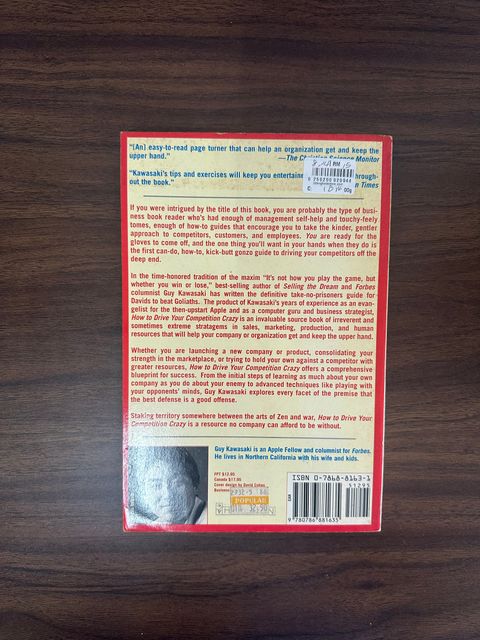 "(An) easy-to-read page turner that can help an organization get and keep the
upper hand."
—The Christian Science Monitor
"Kawasaki's tips and exercises will keep you through-
out the book."
Times
If you were intrigued by the title of this book, you are probably the type of busi-
ness book reader who's had enough of management self-help and touchy-feely
tomes, enough of how-to guides that encourage you to take the kinder, gentler
approach to competitors, customers, and employees. You are ready for the
gloves to come off, and the one thing you'll want in your hands when they do is
the first can-do, how-to, kick-butt gonzo guide to driving your competitors off the
deep end.
In the time-honored tradition of the maxim "It's not how you play the game, but
whether you win or lose," best-selling author of Selling the Dream and Forbes
columnist Guy Kawasaki has written the definitive take-no-prisoners guide for
Davids to beat Goliaths. The product of Kawasaki's years of experience as an evan-
gelist for the then-upstart Apple and as a computer guru and business strategist,
How to Drive Your Competition Crazy is an invaluable source book of irreverent and
sometimes extreme stratagems in sales, marketing, production, and human
resources that will help your company or organization get and keep the upper hand.
Whether you are launching a new company or product, consolidating your
strength in the marketplace, or trying to hold your own against a competitor with
greater resources, How to Drive Your Competition Crazy offers a comprehensive
blueprint for success. From the initial steps of learning as much about your own
company as you do about your enemy to advanced techniques like playing with
your opponents' minds, Guy Kawasaki explores every facet of the premise that
the best defense is a good offense.
Staking territory somewhere between the arts of Zen and war, How to Drive Your
Competition Crazy is a resource no company can afford to be without.
Guy Kawasaki is an Apple Fellow and columnist for Forbes.
He lives in Northern California with his wife and kids.
FPT $12.95
Canada $17.95
Cover design by David Cohen
Business
POPULAR
ISBN 0-7868-8163-1
51295
EAN
9 780786 881635